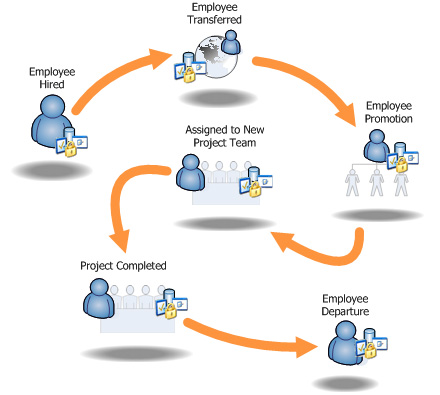 Employee
Transferred
Employee
Hired
Employee
Promotion
Assigned to New
Project Team
Project Completed
Employee
Departure